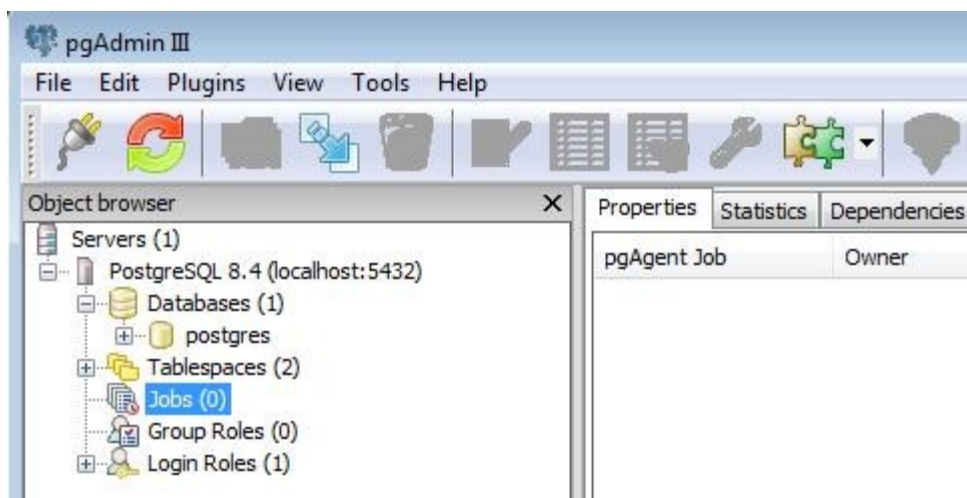 pgAdmin III
File Edit Plugins View Tools Help
Object browser
Properties Statistics Dependencies
Servers (1)
pgAgent Job Owner
PostgreSQL 8.4 (localhost:5432)
Databases (1)
postgres
Tablespaces (2)
Jobs (0)
Group Roles (0)
Login Roles (1)